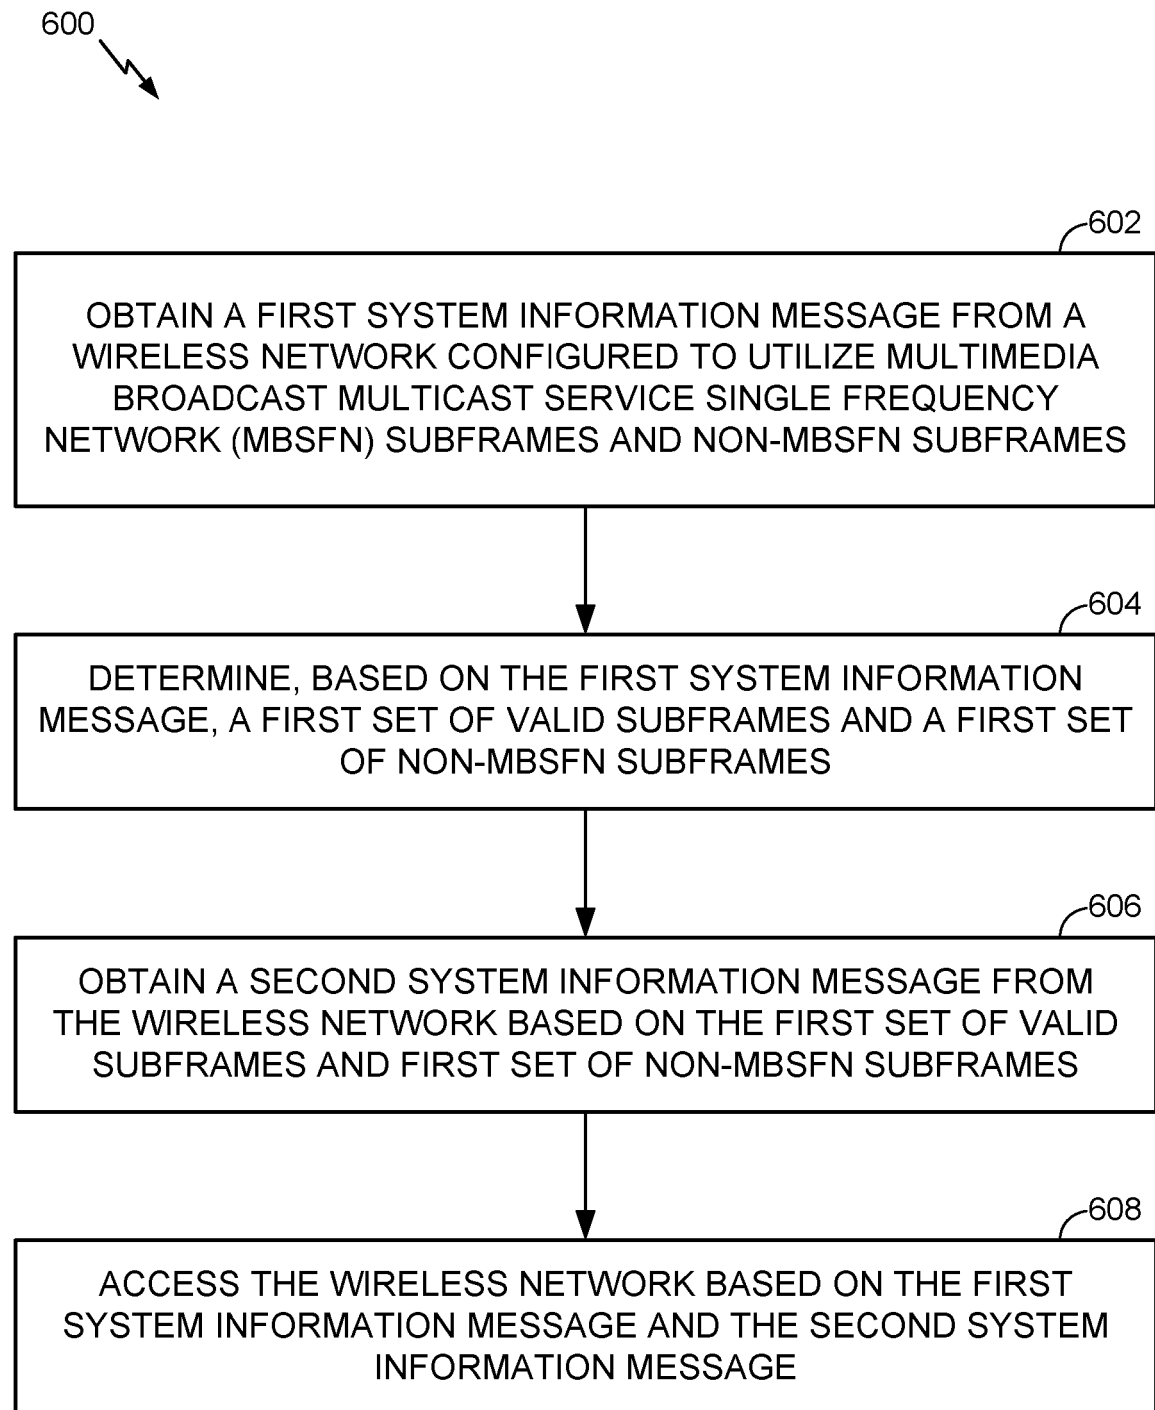 600
602
OBTAIN A FIRST SYSTEM INFORMATION MESSAGE FROM A
WIRELESS NETWORK CONFIGURED TO UTILIZE MULTIMEDIA
BROADCAST MULTICAST SERVICE SINGLE FREQUENCY
NETWORK (MBSFN) SUBFRAMES AND NON-MBSFN SUBFRAMES
604
DETERMINE, BASED ON THE FIRST SYSTEM INFORMATION
MESSAGE, A FIRST SET OF VALID SUBFRAMES AND A FIRST SET
OF NON-MBSFN SUBFRAMES
606
OBTAIN A SECOND SYSTEM INFORMATION MESSAGE FROM
THE WIRELESS NETWORK BASED ON THE FIRST SET OF VALID
SUBFRAMES AND FIRST SET OF NON-MBSFN SUBFRAMES
608
ACCESS THE WIRELESS NETWORK BASED ON THE FIRST
SYSTEM INFORMATION MESSAGE AND THE SECOND SYSTEM
INFORMATION MESSAGE